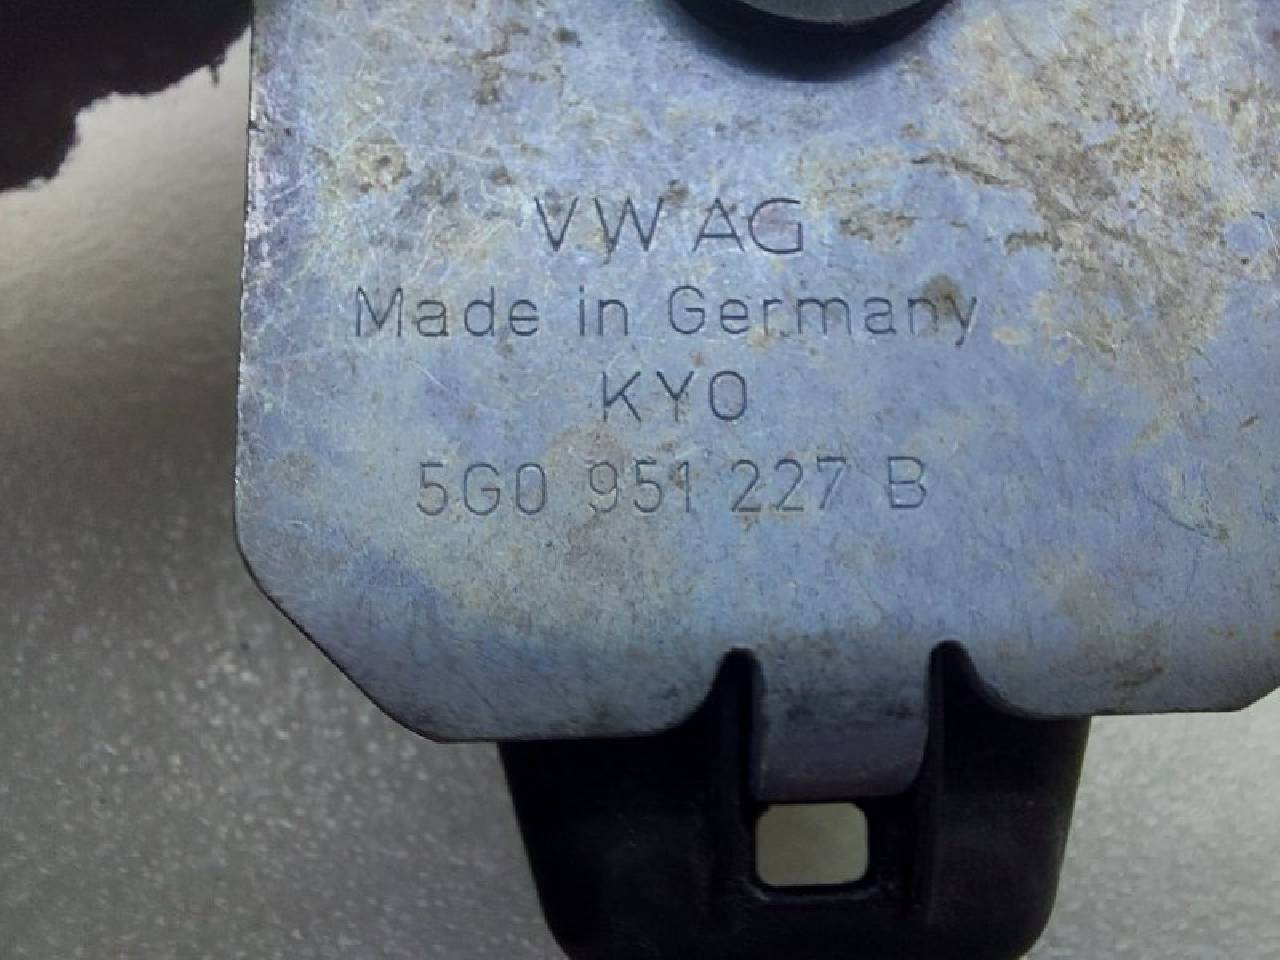 VW AG
Made in Germany
KYO
5G0 951 227 B